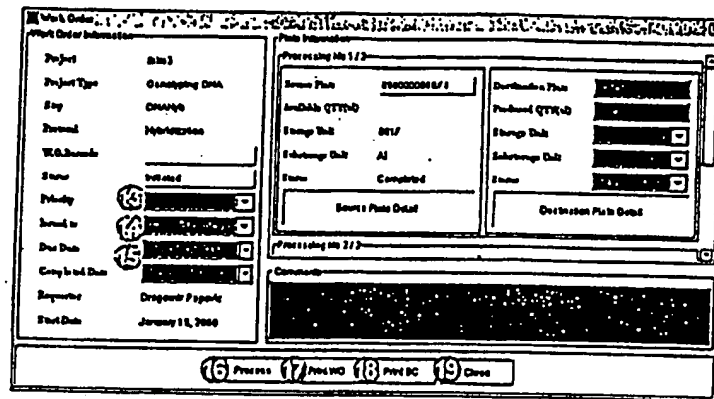 Work Order
Work Order Information
Project
Project Type Genotyping DNA
Step
Protocol Hybridization
W.O.Barcode
Status Initiated
Priority 13
Issued to 14
Due Date 15
Completed Date
Requester
Start Date January 15, 2000
Plate Information
Processing No 1 / 2
Source Plate
Available QTY(ul)
Storage Unit
Substorage Unit A1
Status Completed
Source Plate Detail
Destination Plate
Produced QTY(ul)
Storage Unit
Substorage Unit
Status
Destination Plate Detail
Processing No 2 / 2
Comments
16 Process 17 Print WO 18 Print BC 19 Close